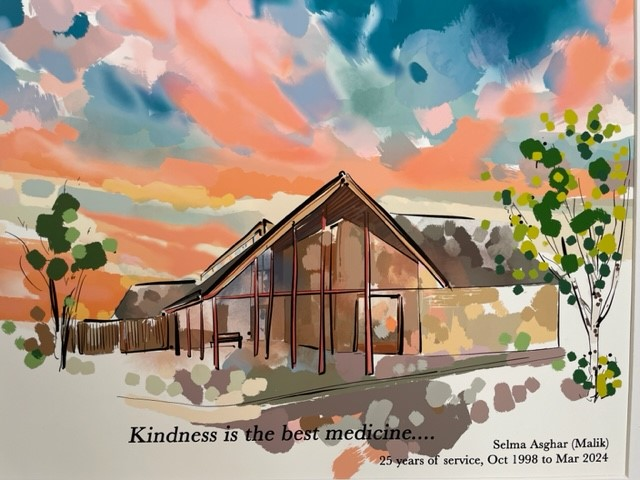 Kindness is the best medicine....
Selma Asghar (Malik)
25 years of service, Oct 1998 to Mar 2024